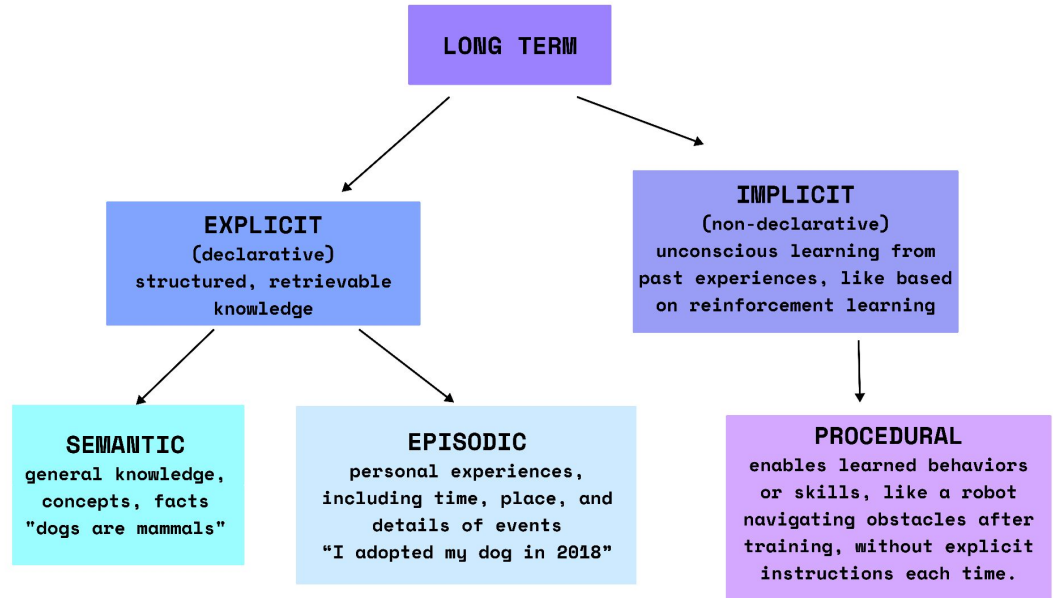 LONG TERM
EXPLICIT
(declarative)
structured, retrievable
knowledge
IMPLICIT
(non-declarative)
unconscious learning from
past experiences, like based
on reinforcement learning
SEMANTIC
general knowledge,
concepts, facts
"dogs are mammals"
EPISODIC
personal experiences,
including time, place, and
details of events
“I adopted my dog in 2018”
PROCEDURAL
enables learned behaviors
or skills, like a robot
navigating obstacles after
training, without explicit
instructions each time.